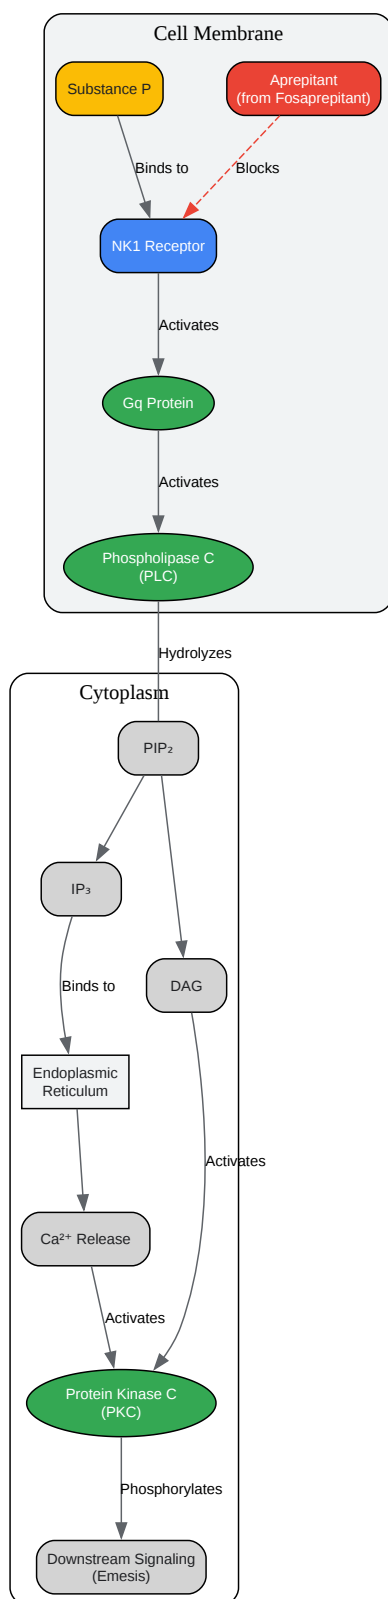 Cell Membrane
Substance P
Aprepitant
(from Fosaprepitant)
Binds to
Blocks
NK1 Receptor
Activates
Gq Protein
Activates
Phospholipase C
(PLC)
Hydrolyzes
Cytoplasm
PIP₂
IP₃
DAG
Binds to
Endoplasmic
Reticulum
Activates
Ca²⁺ Release
Activates
Protein Kinase C
(PKC)
Phosphorylates
Downstream Signaling
(Emesis)